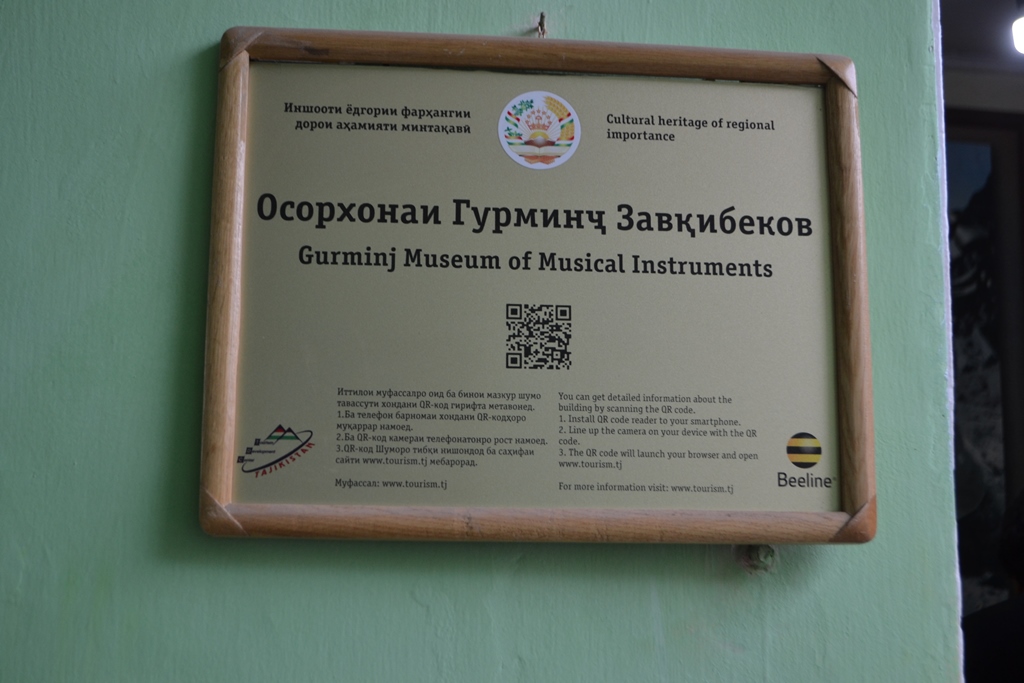 Иншооти ёдгории фарҳангии
дорои аҳамияти минтақавӣ
Cultural heritage of regional
importance
Осорхонаи Гурминҷ Завқибеков
Gurminj Museum of Musical Instruments
Иттилои муфассалро оид ба бинои мазкур шумо
тавассути хондани QR-код гирифта метавонед.
1.Ба телефон барномаи хондани QR-кодҳоро
муқаррар намоед.
2.Ба QR-код камераи телефонатонро рост намоед.
3.QR-код Шуморо тибқи нишондод ба саҳифаи
сайти www.tourism.tj мебарорад.
Муфассал: www.tourism.tj
You can get detailed information about the
building by scanning the QR code.
1. Install QR code reader to your smartphone.
2. Line up the camera on your device with the QR
code.
3. The QR code will launch your browser and open
www.tourism.tj
For more information visit: www.tourism.tj
TAJIKISTAN
Beeline